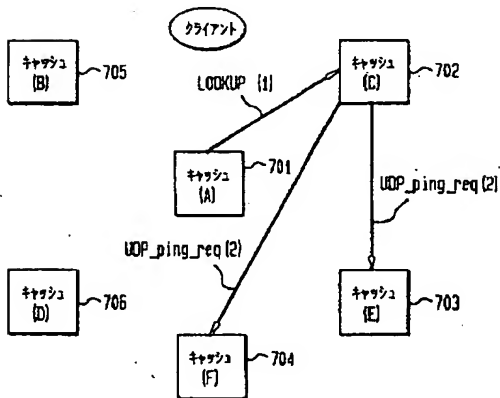 クライアント
キャッシュ
(B)
705
キャッシュ
(C)
702
LOOKUP (1)
キャッシュ
(A)
701
UDP_ping_req(2)
UDP_ping_req(2)
キャッシュ
(D)
706
キャッシュ
(E)
703
キャッシュ
(F)
704